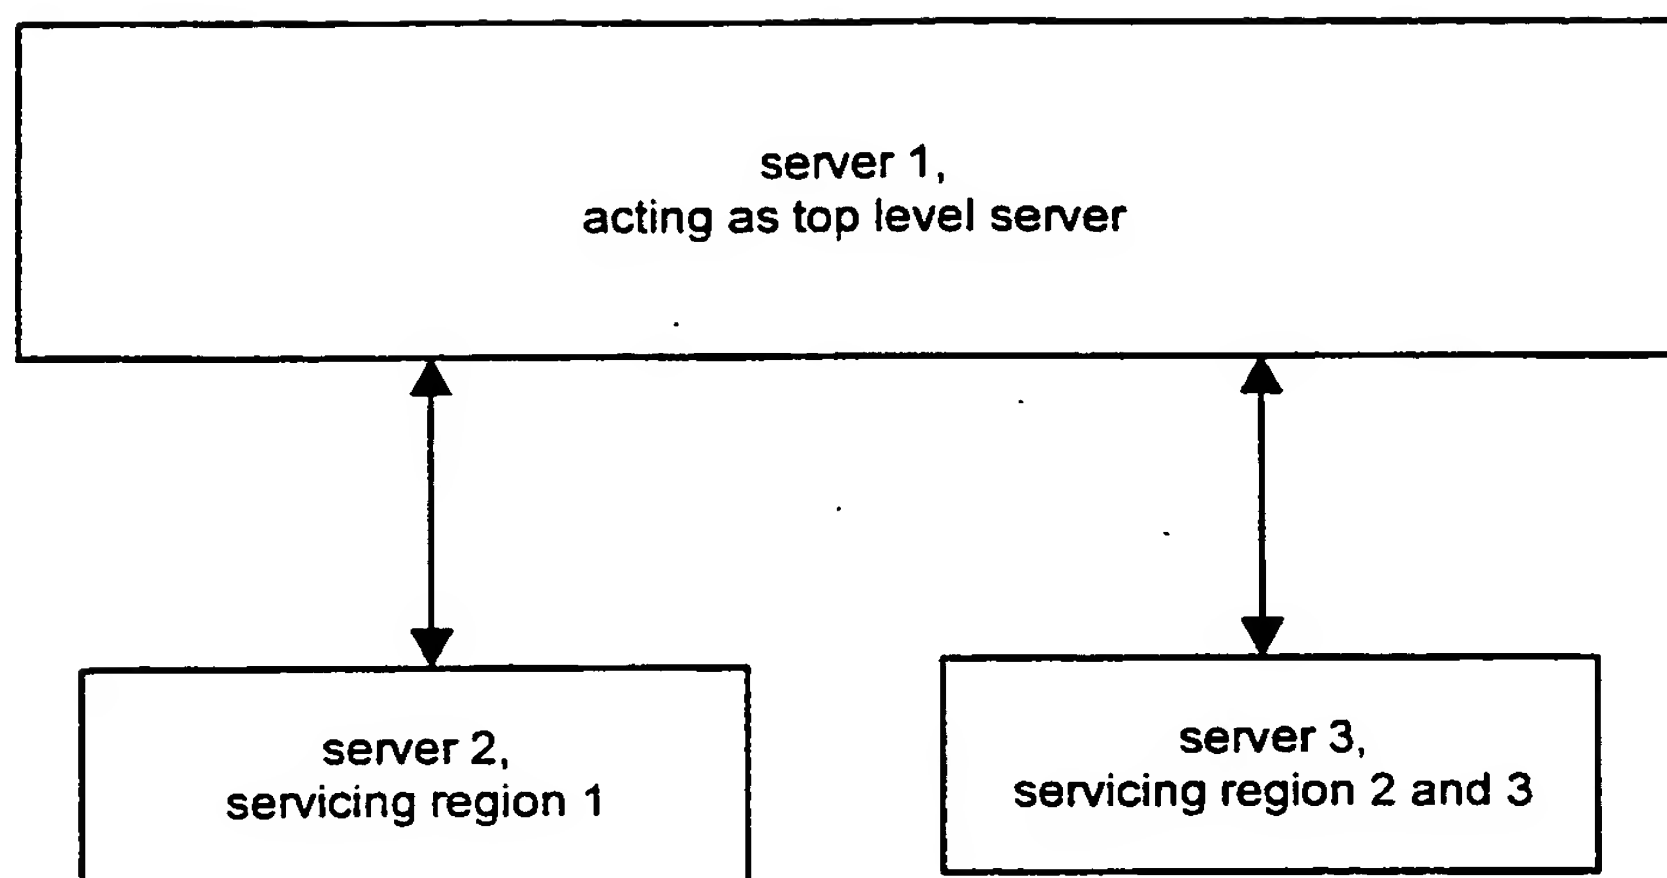 server 1,
acting as top level server
server 2,
servicing region 1
server 3,
servicing region 2 and 3